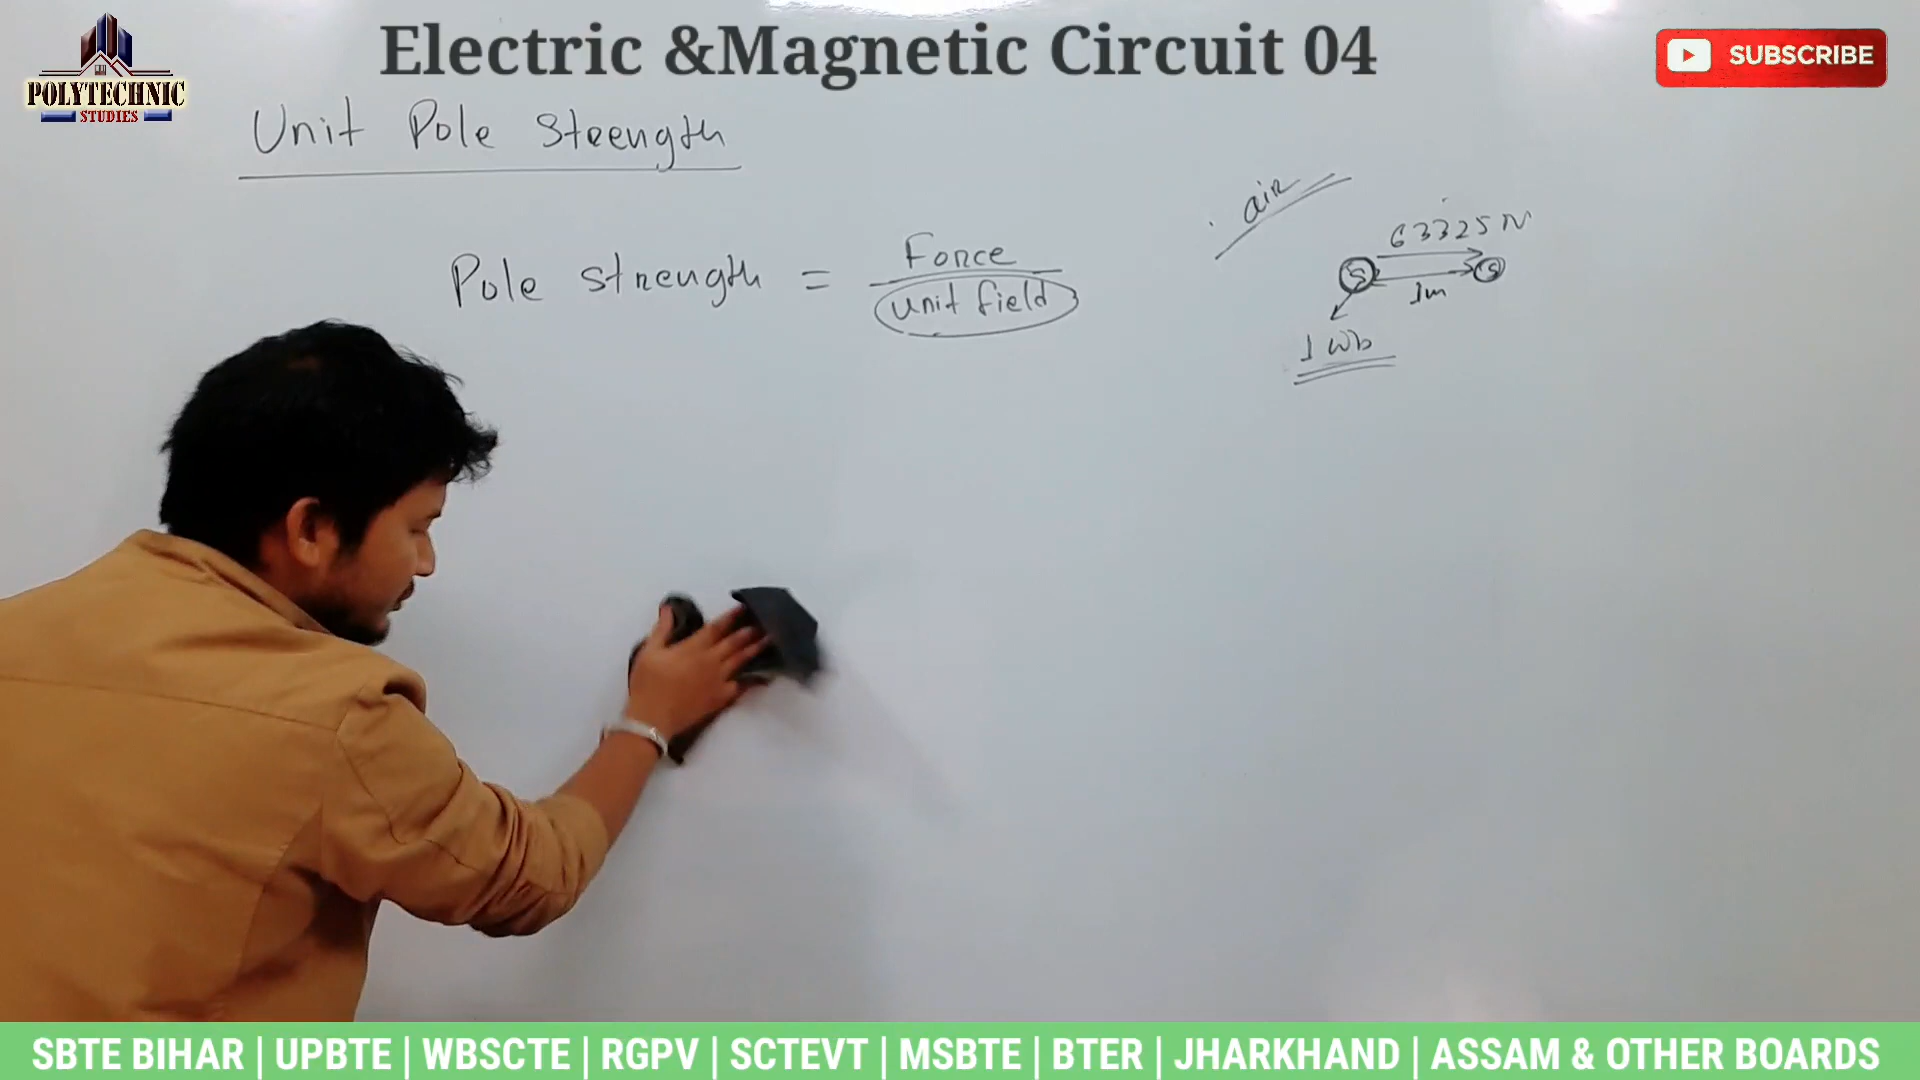 Electric &Magnetic Circuit 04
SUBSCRIBE
POLYTECHNIC
STUDIES
Unit Pole Strength
air
63325 N
Pole strength = Force
unit field
S S
1m
1 Wb
SBTE BIHAR | UPBTE | WBSCTE | RGPV | SCTEVT | MSBTE | BTER | JHARKHAND | ASSAM & OTHER BOARDS